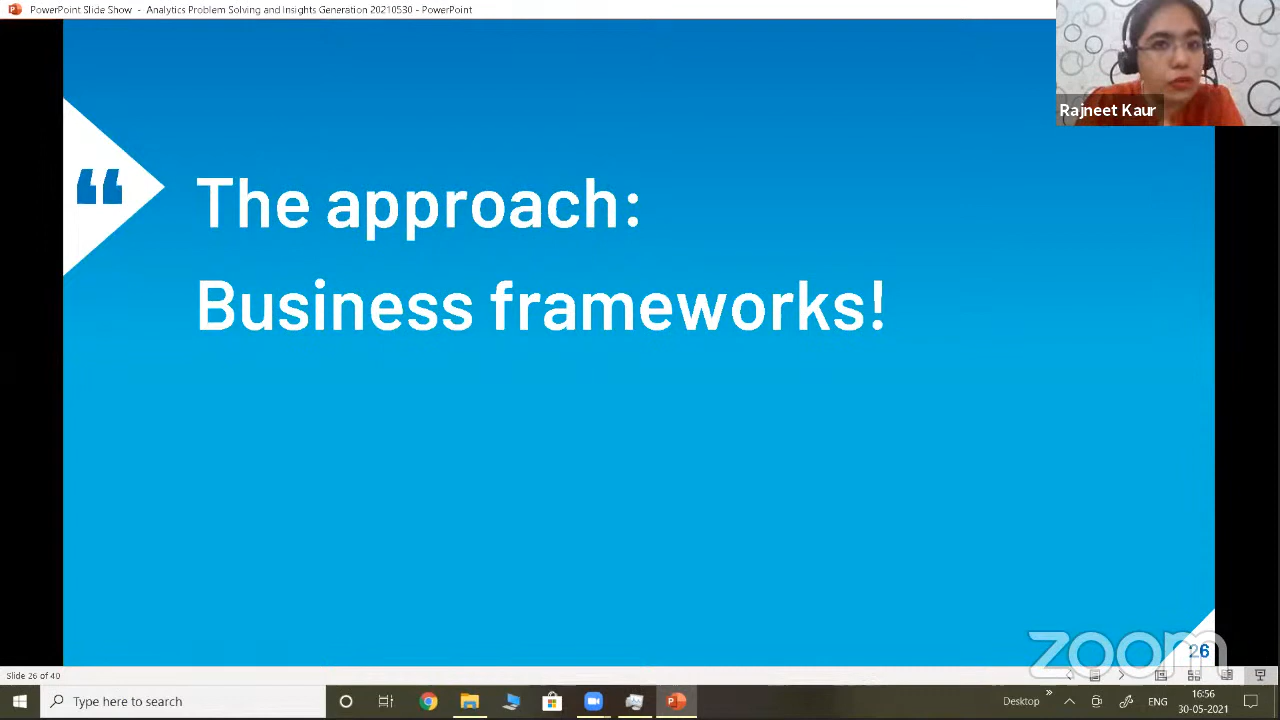 PowerPoint Slide Show - Analytics Problem Solving and Insights Generation 20210530 - PowerPoint
Rajneet Kaur
“
The approach:
Business frameworks!
zoom
26
Slide 26 of 40
Type here to search
Desktop
ENG
16:56
30-05-2021